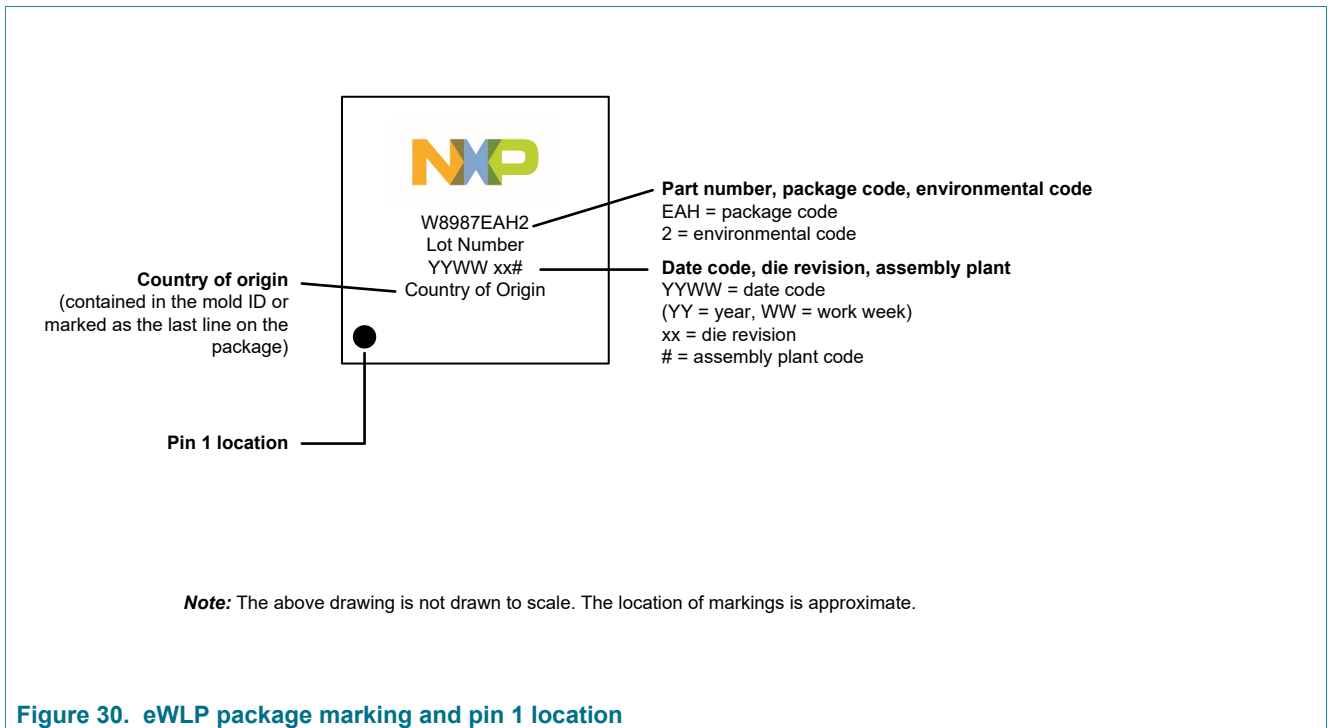 NXP
W8987EAH2
Lot Number
YYWW xx#
Country of Origin
Part number, package code, environmental code
EAH = package code
2 = environmental code
Date code, die revision, assembly plant
YYWW = date code
(YY = year, WW = work week)
xx = die revision
# = assembly plant code
Country of origin
(contained in the mold ID or
marked as the last line on the
package)
Pin 1 location
Note: The above drawing is not drawn to scale. The location of markings is approximate.
Figure 30. eWLP package marking and pin 1 location